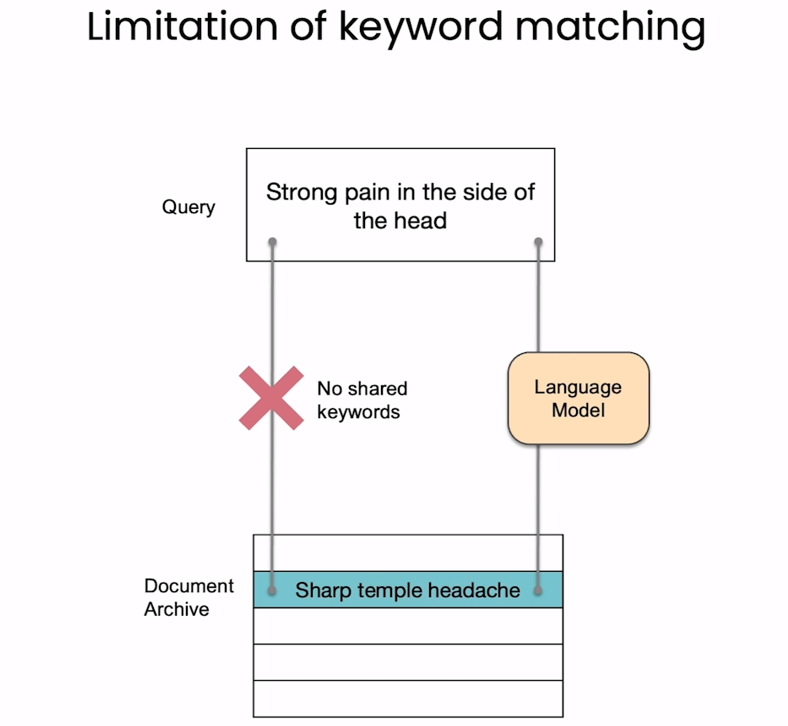 Limitation of keyword matching
Query
Strong pain in the side of
the head
No shared
keywords
Language
Model
Document
Archive
Sharp temple headache